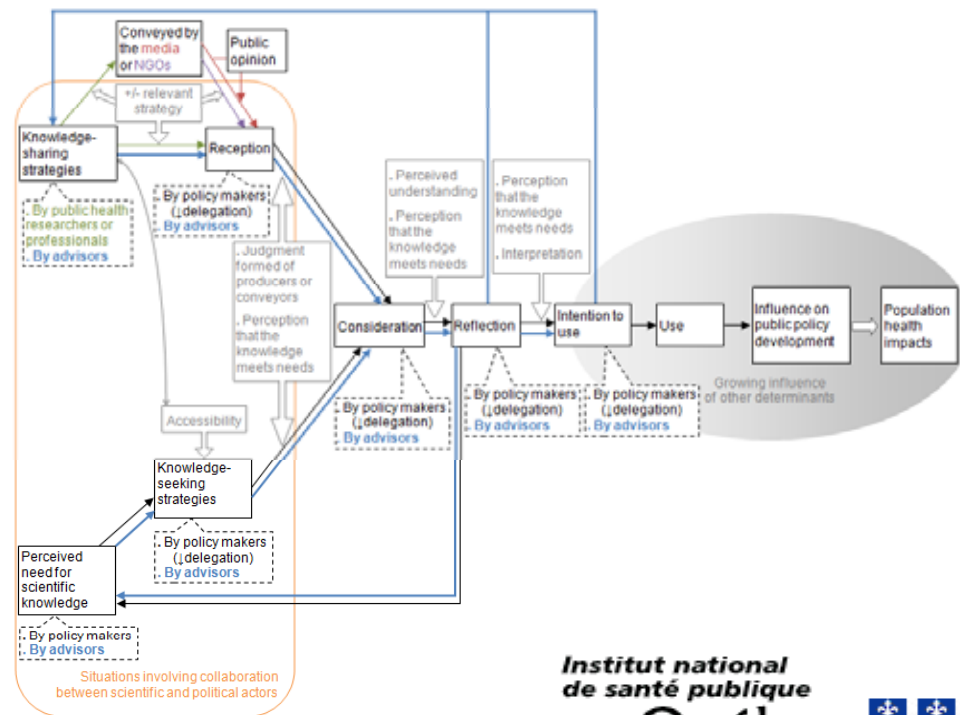 Conveyed by
the media
or NGOs
Public
opinion
+/- relevant
strategy
Knowledge-
sharing
strategies
Reception
. By public health
researchers or
professionals
. By advisors
. By policy makers
(↓delegation)
. By advisors
. Judgment
formed of
producers or
conveyors
. Perception
that the
knowledge
meets needs
. Perceived
understanding
. Perception
that the
knowledge
meets needs
. Perception
that the
knowledge
meets needs
. Interpretation
Consideration
Reflection
Intention to
use
Use
Influence on
public policy
development
Population
health
impacts
Growing influence
of other determinants
. By policy makers
(↓delegation)
. By advisors
. By policy makers
(↓delegation)
. By advisors
. By policy makers
(↓delegation)
. By advisors
Accessibility
Knowledge-
seeking
strategies
. By policy makers
(↓delegation)
. By advisors
Perceived
need for
scientific
knowledge
. By policy makers
. By advisors
Situations involving collaboration
between scientific and political actors
Institut national
de santé publique